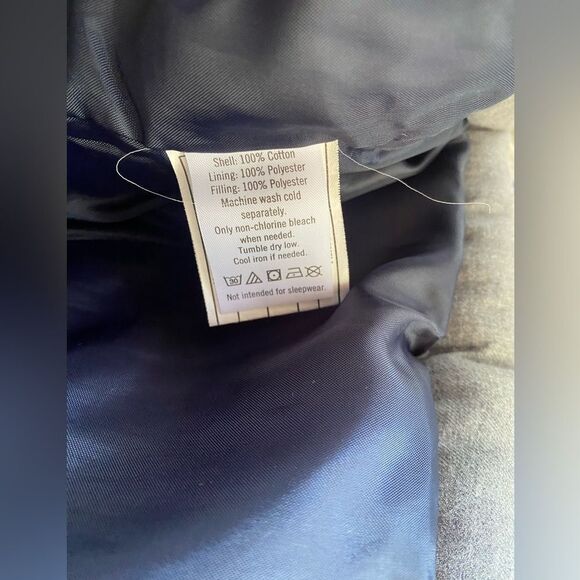 Shell: 100% Cotton
Lining: 100% Polyester
Filling: 100% Polyester
Machine wash cold
separately.
Only non-chlorine bleach
when needed.
Tumble dry low.
Cool iron if needed.
30
Not intended for sleepwear.